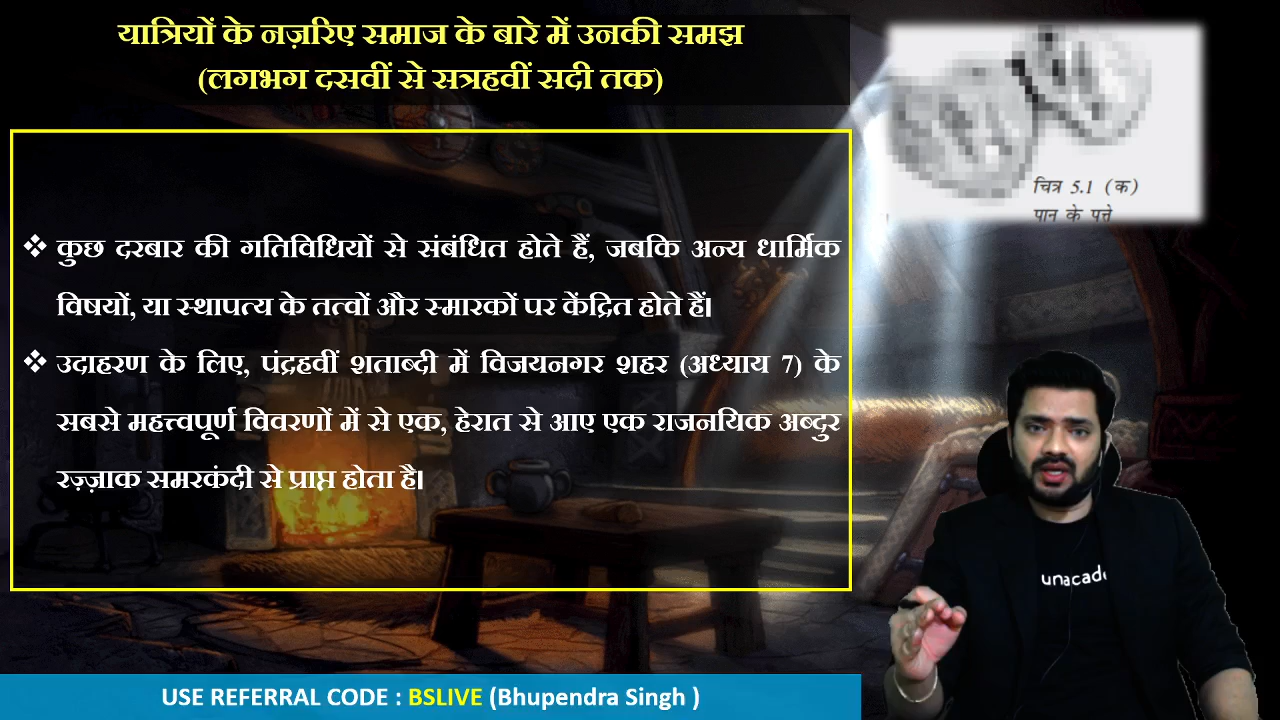 यात्रियों के नज़रिए समाज के बारे में उनकी समझ
(लगभग दसवीं से सत्रहवीं सदी तक)
चित्र 5.1 (क)
पान के पत्ते
❖ कुछ दरबार की गतिविधियों से संबंधित होते हैं, जबकि अन्य धार्मिक
विषयों, या स्थापत्य के तत्वों और स्मारकों पर केंद्रित होते हैं।
❖ उदाहरण के लिए, पंद्रहवीं शताब्दी में विजयनगर शहर (अध्याय 7) के
सबसे महत्त्वपूर्ण विवरणों में से एक, हेरात से आए एक राजनयिक अब्दुर
रज़्ज़ाक समरकंदी से प्राप्त होता है।
unacade
USE REFERRAL CODE : BSLIVE (Bhupendra Singh )